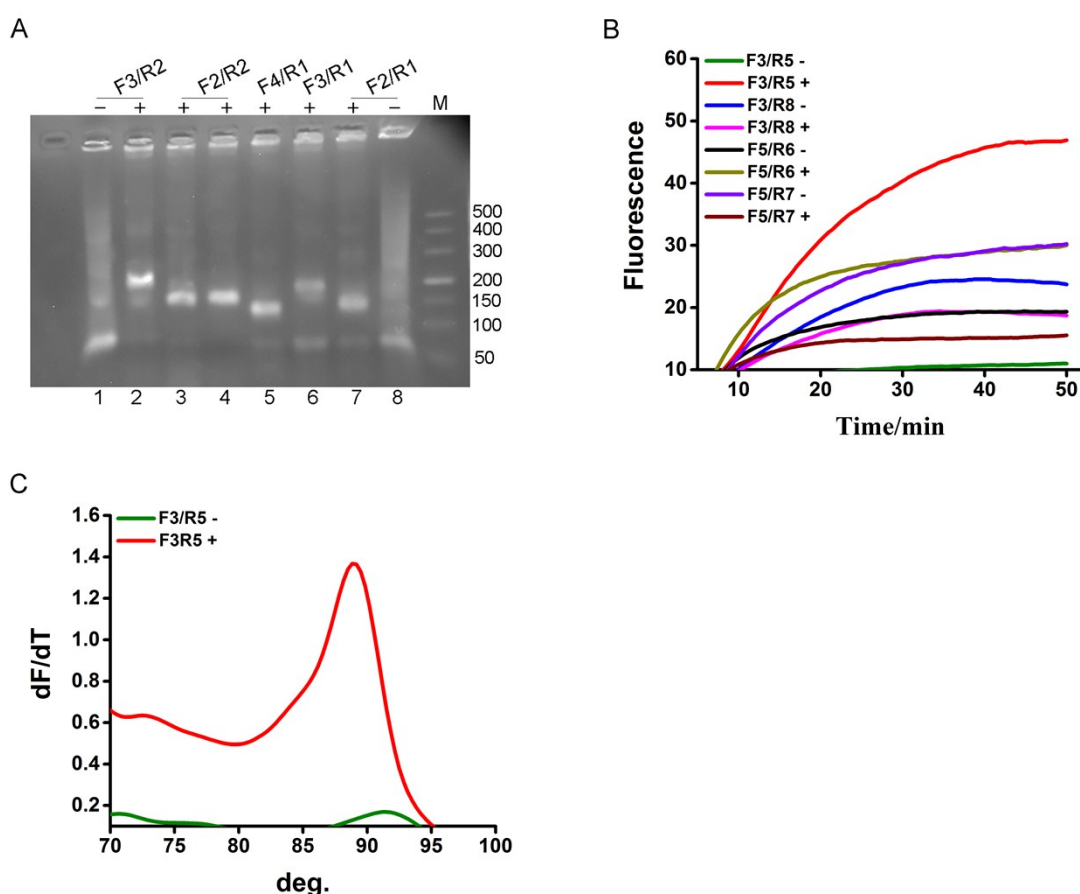 A
F3/R2 F2/R2 F4/R1 F3/R1 F2/R1
− + + + + + + − M
500
400
300
200
150
100
50
1 2 3 4 5 6 7 8
B
60
50
40
30
20
10
Fluorescence
F3/R5 -
F3/R5 +
F3/R8 -
F3/R8 +
F5/R6 -
F5/R6 +
F5/R7 -
F5/R7 +
10 20 30 40 50
Time/min
C
1.6
1.4
1.2
1.0
0.8
0.6
0.4
0.2
dF/dT
F3/R5 -
F3R5 +
70 75 80 85 90 95 100
deg.